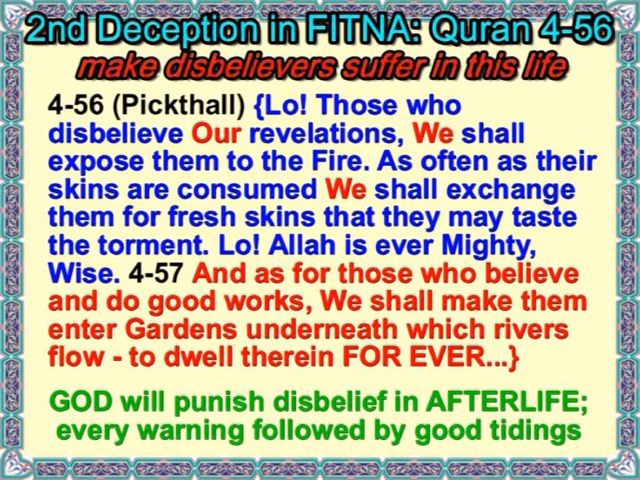 2nd Deception in FITNA: Quran 4-56
make disbelievers suffer in this life
4-56 (Pickthall) {Lo! Those who
disbelieve Our revelations, We shall
expose them to the Fire. As often as their
skins are consumed We shall exchange
them for fresh skins that they may taste
the torment. Lo! Allah is ever Mighty,
Wise. 4-57 And as for those who believe
and do good works, We shall make them
enter Gardens underneath which rivers
flow - to dwell therein FOR EVER...}
GOD will punish disbelief in AFTERLIFE;
every warning followed by good tidings